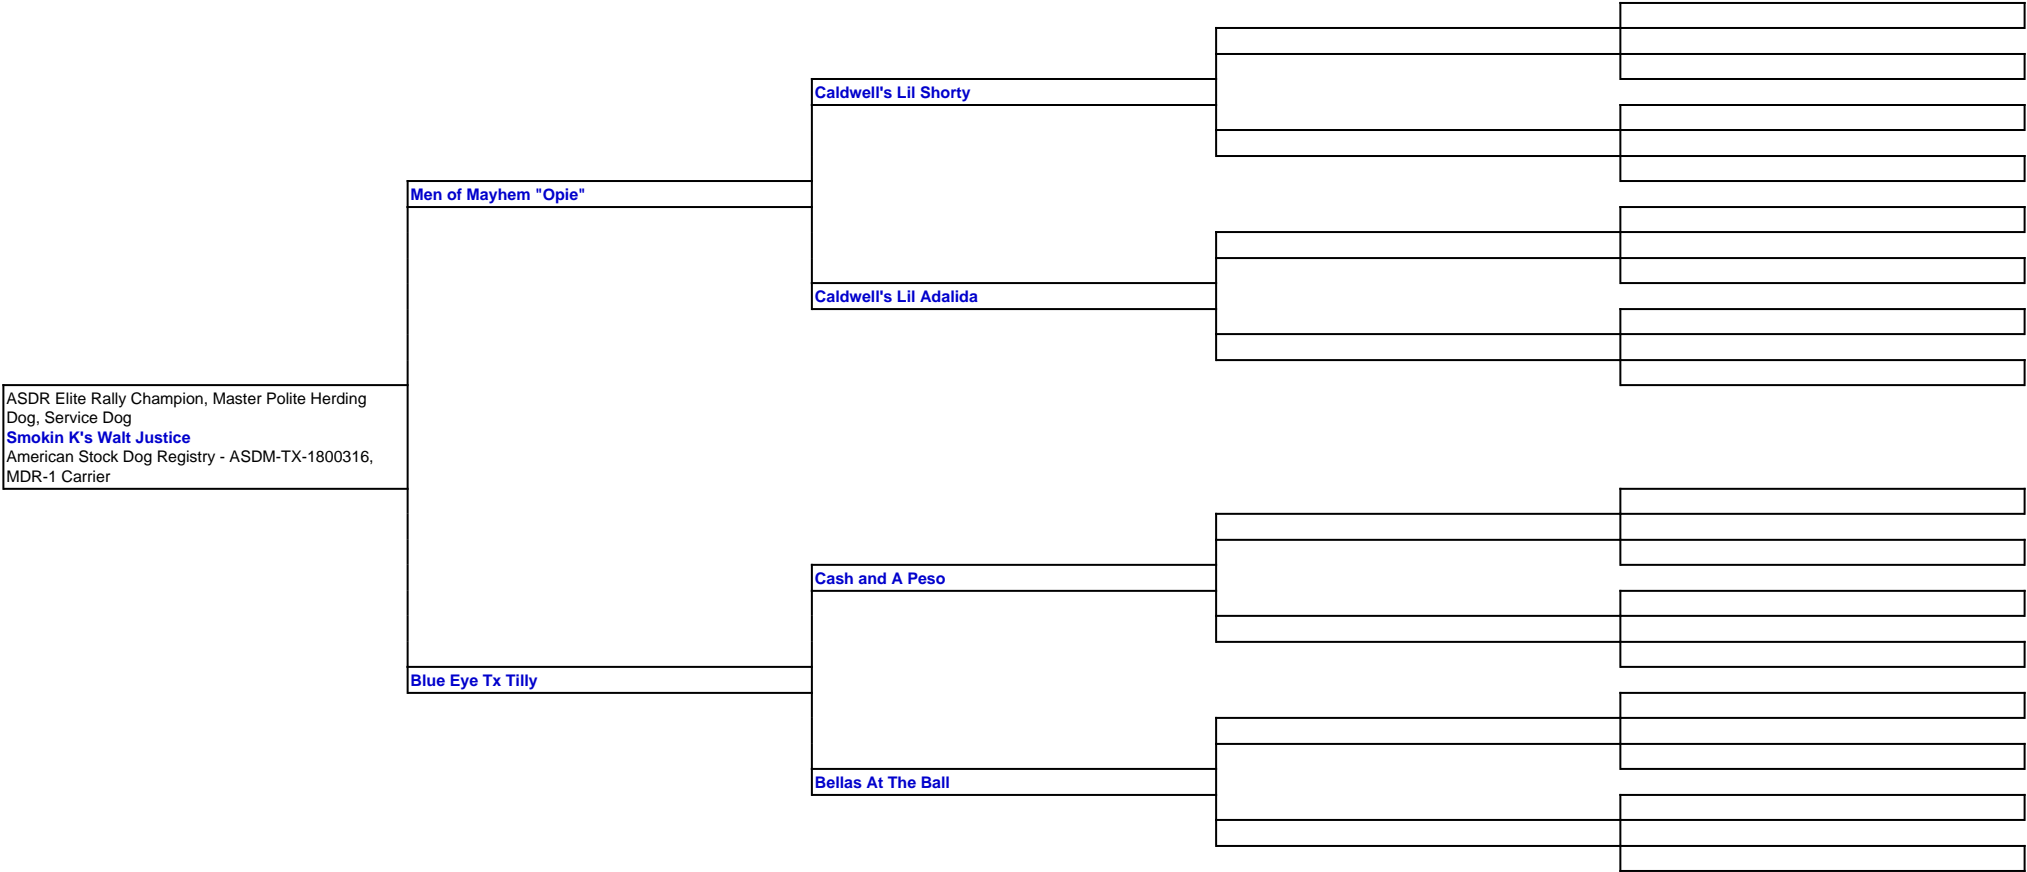 Caldwell's Lil Shorty
Men of Mayhem "Opie"
Caldwell's Lil Adalida
ASDR Elite Rally Champion, Master Polite Herding
Dog, Service Dog
Smokin K's Walt Justice
American Stock Dog Registry - ASDM-TX-1800316,
MDR-1 Carrier
Cash and A Peso
Blue Eye Tx Tilly
Bellas At The Ball